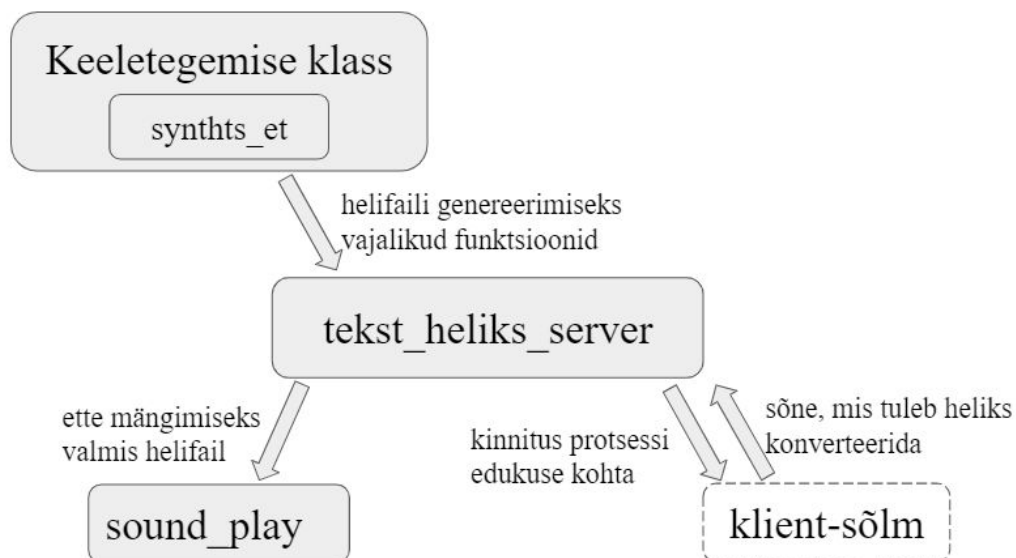 Keeletegemise klass
synthts_et
helifaili genereerimiseks
vajalikud funktsioonid
tekst_heliks_server
ette mängimiseks
valmis helifail
kinnitus protsessi
edukuse kohta
sõne, mis tuleb heliks
konverteerida
sound_play
klient-sõlm